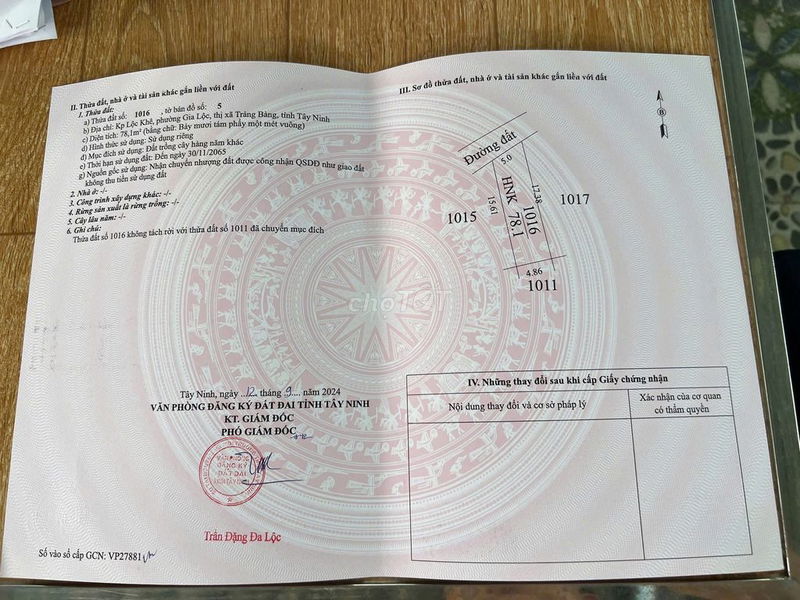 II. Thửa đất, nhà ở và tài sản khác gắn liền với đất
1. Thửa đất:
a) Thửa đất số: 1016, tờ bản đồ số: 5
b) Địa chỉ: Kp Lộc Khê, phường Gia Lộc, thị xã Trảng Bàng, tỉnh Tây Ninh
c) Diện tích: 78,1m² (bằng chữ: Bảy mươi tám phẩy một mét vuông)
d) Hình thức sử dụng: Sử dụng riêng
đ) Mục đích sử dụng: Đất trồng cây hàng năm khác
e) Thời hạn sử dụng đất: Đến ngày 30/11/2065
g) Nguồn gốc sử dụng: Nhận chuyển nhượng đất được công nhận QSDĐ như giao đất
không thu tiền sử dụng đất
2. Nhà ở: -/-
3. Công trình xây dựng khác: -/-
4. Rừng sản xuất là rừng trồng: -/-
5. Cây lâu năm: -/-
6. Ghi chú:
Thửa đất số 1016 không tách rời với thửa đất số 1011 đã chuyển mục đích
Tây Ninh, ngày 12 tháng 9 năm 2024
VĂN PHÒNG ĐĂNG KÝ ĐẤT ĐAI TỈNH TÂY NINH
KT. GIÁM ĐỐC
PHÓ GIÁM ĐỐC
VĂN PHÒNG
ĐĂNG KÝ
ĐẤT ĐAI
Trần Đặng Đa Lộc
Số vào sổ cấp GCN: VP27881
III. Sơ đồ thửa đất, nhà ở và tài sản khác gắn liền với đất
B
Đường đất
5.0
17.38
15.61
HNK 78.1
1016
1015
1017
4.86
1011
choTOT
IV. Những thay đổi sau khi cấp Giấy chứng nhận
Nội dung thay đổi và cơ sở pháp lý
Xác nhận của cơ quan
có thẩm quyền